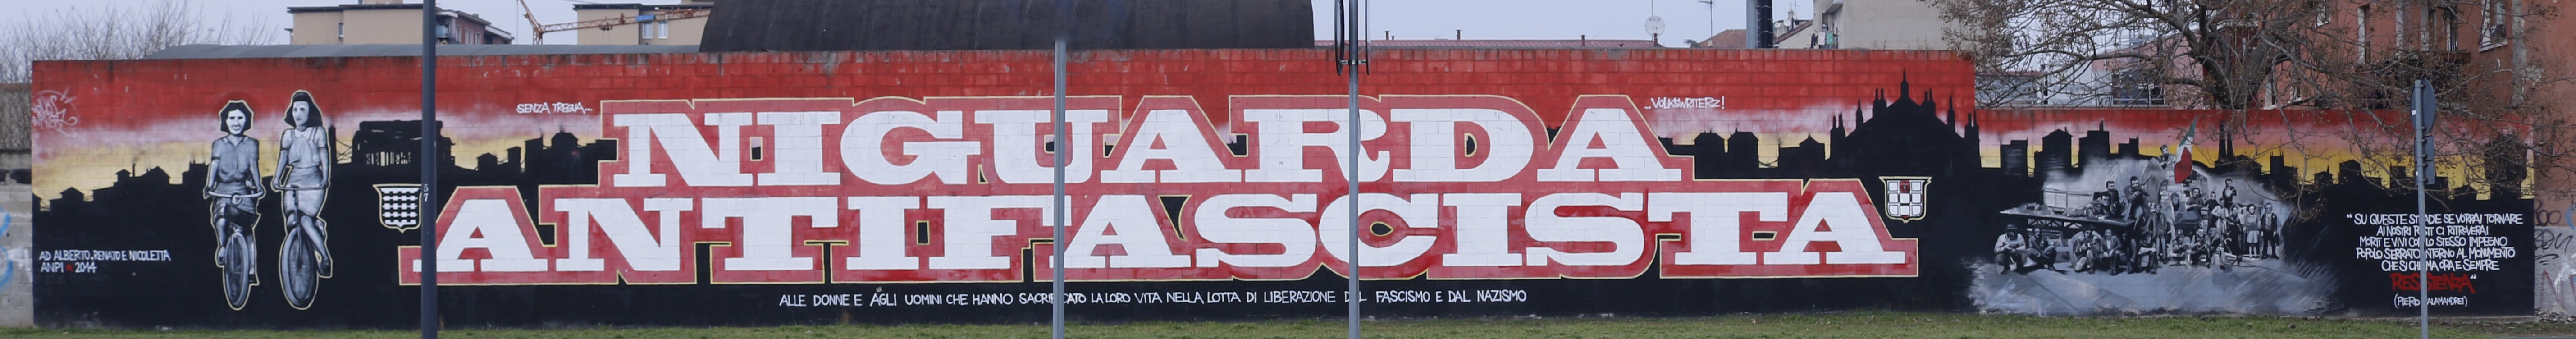 SENZA TREGUA...
NIGUARDA
...VOLKSWRITERZ!
ANTIFASCISTA
AD ALBERTO, RENATO E NICOLETTA
ANPI 2014
ALLE DONNE E AGLI UOMINI CHE HANNO SACRIFICATO LA LORO VITA NELLA LOTTA DI LIBERAZIONE DAL FASCISMO E DAL NAZISMO
"SU QUESTE STRADE SE VORRAI TORNARE
AI NOSTRI POSTI CI RITROVERAI
MORTI E VIVI COLLO STESSO IMPEGNO
POPOLO SERRATO INTORNO AL MONUMENTO
CHE SI CHIAMA, ORA E SEMPRE
RESISTENZA"
(PIERO CALAMANDREI)